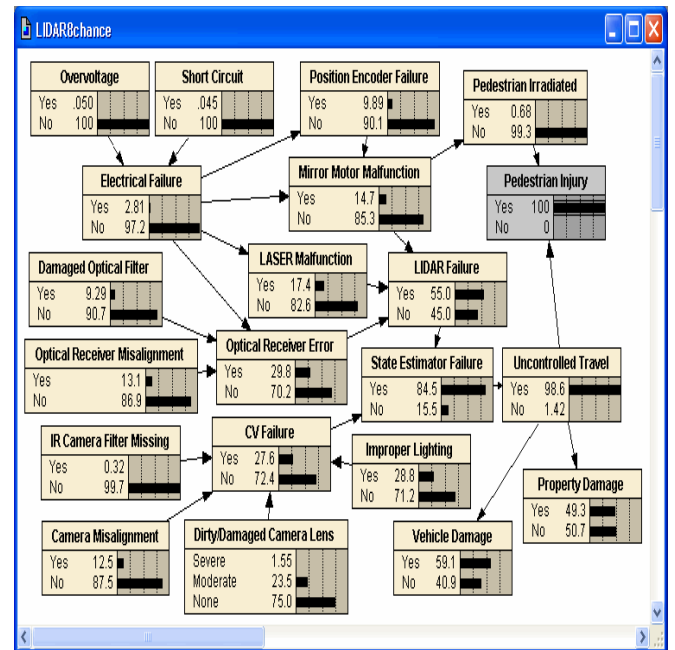 LIDAR8chance
Overvoltage
Yes .050
No 100
Short Circuit
Yes .045
No 100
Position Encoder Failure
Yes 9.89
No 90.1
Pedestrian Irradiated
Yes 0.68
No 99.3
Electrical Failure
Yes 2.81
No 97.2
Mirror Motor Malfunction
Yes 14.7
No 85.3
Pedestrian Injury
Yes 100
No 0
Damaged Optical Filter
Yes 9.29
No 90.7
LASER Malfunction
Yes 17.4
No 82.6
LIDAR Failure
Yes 55.0
No 45.0
Optical Receiver Misalignment
Yes 13.1
No 86.9
Optical Receiver Error
Yes 29.8
No 70.2
State Estimator Failure
Yes 84.5
No 15.5
Uncontrolled Travel
Yes 98.6
No 1.42
IR Camera Filter Missing
Yes 0.32
No 99.7
CV Failure
Yes 27.6
No 72.4
Improper Lighting
Yes 28.8
No 71.2
Property Damage
Yes 49.3
No 50.7
Camera Misalignment
Yes 12.5
No 87.5
Dirty/Damaged Camera Lens
Severe 1.55
Moderate 23.5
None 75.0
Vehicle Damage
Yes 59.1
No 40.9